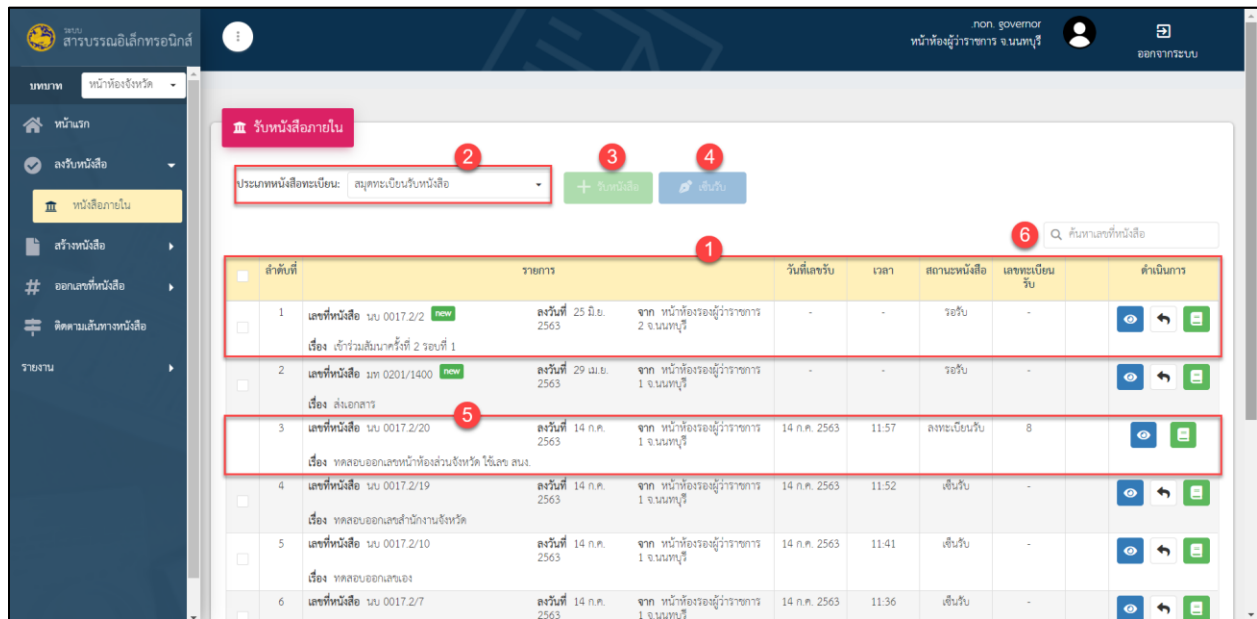 ระบบ
สารบรรณอิเล็กทรอนิกส์
.non. governor
หน้าห้องผู้ว่าราชการ จ.นนทบุรี
ออกจากระบบ
บทบาท หน้าห้องจังหวัด
หน้าแรก
ลงรับหนังสือ
หนังสือภายใน
สร้างหนังสือ
ออกเลขที่หนังสือ
ติดตามเส้นทางหนังสือ
รายงาน
รับหนังสือภายใน
2 3 4
ประเภทหนังสือทะเบียน: สมุดทะเบียนรับหนังสือ + รับหนังสือ เซ็นรับ
6 ค้นหาเลขที่หนังสือ
1
ลำดับที่ รายการ วันที่เลขรับ เวลา สถานะหนังสือ เลขทะเบียน ดำเนินการ
รับ
1 เลขที่หนังสือ นบ 0017.2/2 new ลงวันที่ 25 มิ.ย. จาก หน้าห้องรองผู้ว่าราชการ - - รอรับ -
2563 2 จ.นนทบุรี
เรื่อง เข้าร่วมสัมนาครั้งที่ 2 รอบที่ 1
2 เลขที่หนังสือ มท 0201/1400 new ลงวันที่ 29 เม.ย. จาก หน้าห้องรองผู้ว่าราชการ - - รอรับ -
2563 1 จ.นนทบุรี
เรื่อง ส่งเอกสาร
5
3 เลขที่หนังสือ นบ 0017.2/20 ลงวันที่ 14 ก.ค. จาก หน้าห้องรองผู้ว่าราชการ 14 ก.ค. 2563 11:57 ลงทะเบียนรับ 8
2563 1 จ.นนทบุรี
เรื่อง ทดสอบออกเลขหน้าห้องส่วนจังหวัด ใช้เลข สนง.
4 เลขที่หนังสือ นบ 0017.2/19 ลงวันที่ 14 ก.ค. จาก หน้าห้องรองผู้ว่าราชการ 14 ก.ค. 2563 11:52 เซ็นรับ -
2563 1 จ.นนทบุรี
เรื่อง ทดสอบออกเลขสำนักงานจังหวัด
5 เลขที่หนังสือ นบ 0017.2/10 ลงวันที่ 14 ก.ค. จาก หน้าห้องรองผู้ว่าราชการ 14 ก.ค. 2563 11:41 เซ็นรับ -
2563 1 จ.นนทบุรี
เรื่อง ทดสอบออกเลขเอง
6 เลขที่หนังสือ นบ 0017.2/7 ลงวันที่ 14 ก.ค. จาก หน้าห้องรองผู้ว่าราชการ 14 ก.ค. 2563 11:36 เซ็นรับ -
2563 1 จ.นนทบุรี